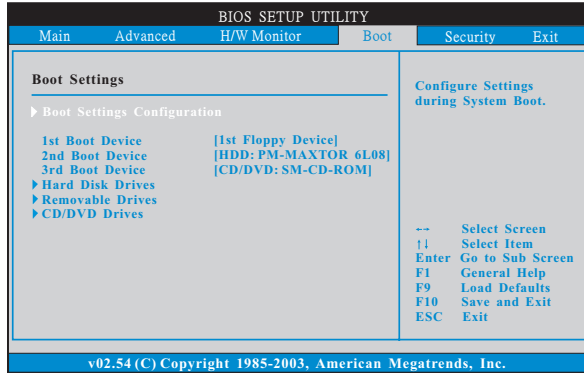 BIOS SETUP UTILITY
Main Advanced H/W Monitor Boot Security Exit
Boot Settings
Boot Settings Configuration
1st Boot Device [1st Floppy Device]
2nd Boot Device [HDD: PM-MAXTOR 6L08]
3rd Boot Device [CD/DVD: SM-CD-ROM]
Hard Disk Drives
Removable Drives
CD/DVD Drives
Configure Settings
during System Boot.
←→ Select Screen
↑↓ Select Item
Enter Go to Sub Screen
F1 General Help
F9 Load Defaults
F10 Save and Exit
ESC Exit
v02.54 (C) Copyright 1985-2003, American Megatrends, Inc.